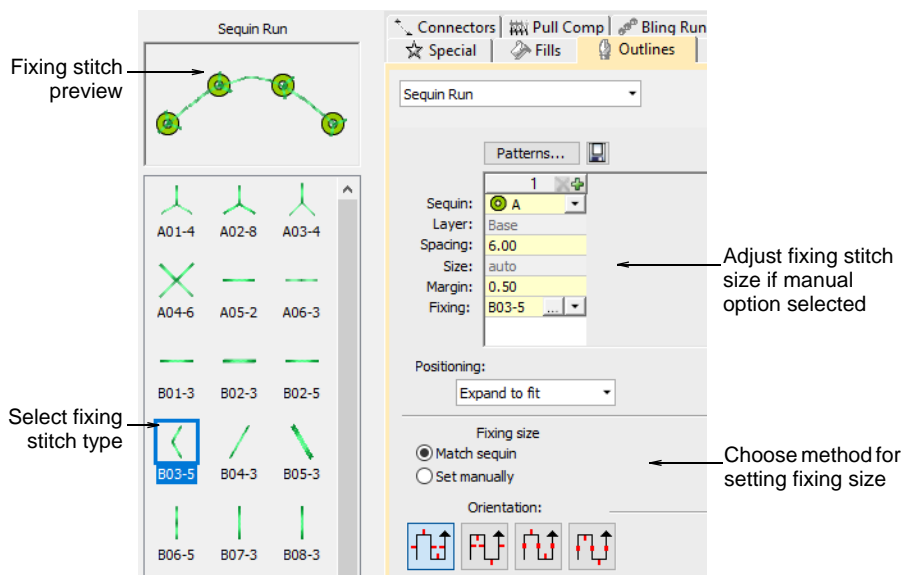 Sequin Run
Fixing stitch
preview
A01-4 A02-8 A03-4
A04-6 A05-2 A06-3
B01-3 B02-3 B02-5
Select fixing
stitch type
B03-5 B04-3 B05-3
B06-5 B07-3 B08-3
Connectors Pull Comp Bling Run
Special Fills Outlines
Sequin Run
Patterns...
1
Sequin: A
Layer: Base
Spacing: 6.00
Size: auto
Margin: 0.50
Fixing: B03-5 ...
Adjust fixing stitch
size if manual
option selected
Positioning:
Expand to fit
Fixing size
Match sequin
Set manually
Choose method for
setting fixing size
Orientation: